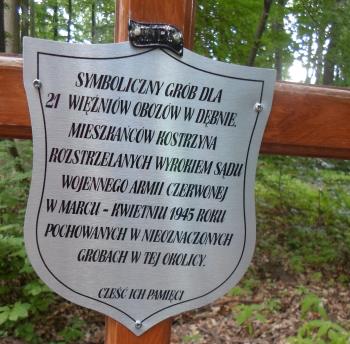 SYMBOLICZNY GRÓB DLA
21 WIĘŹNIÓW OBOZÓW W DĘBNIE.
MIESZKAŃCÓW KOSTRZYNA
ROZSTRZELANYCH WYROKIEM SĄDU
WOJENNEGO ARMII CZERWONEJ
W MARCU - KWIETNIU 1945 ROKU
POCHOWANYCH W NIEOZNACZONYCH
GROBACH W TEJ OKOLICY.
CZEŚĆ ICH PAMIĘCI